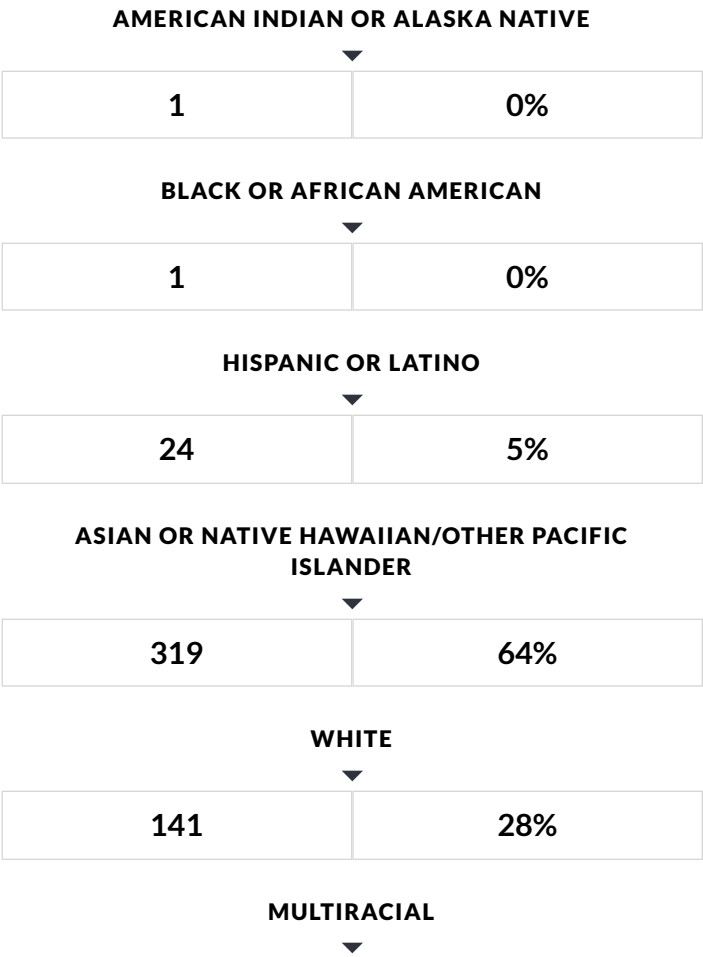 AMERICAN INDIAN OR ALASKA NATIVE
1 0%
BLACK OR AFRICAN AMERICAN
1 0%
HISPANIC OR LATINO
24 5%
ASIAN OR NATIVE HAWAIIAN/OTHER PACIFIC
ISLANDER
319 64%
WHITE
141 28%
MULTIRACIAL